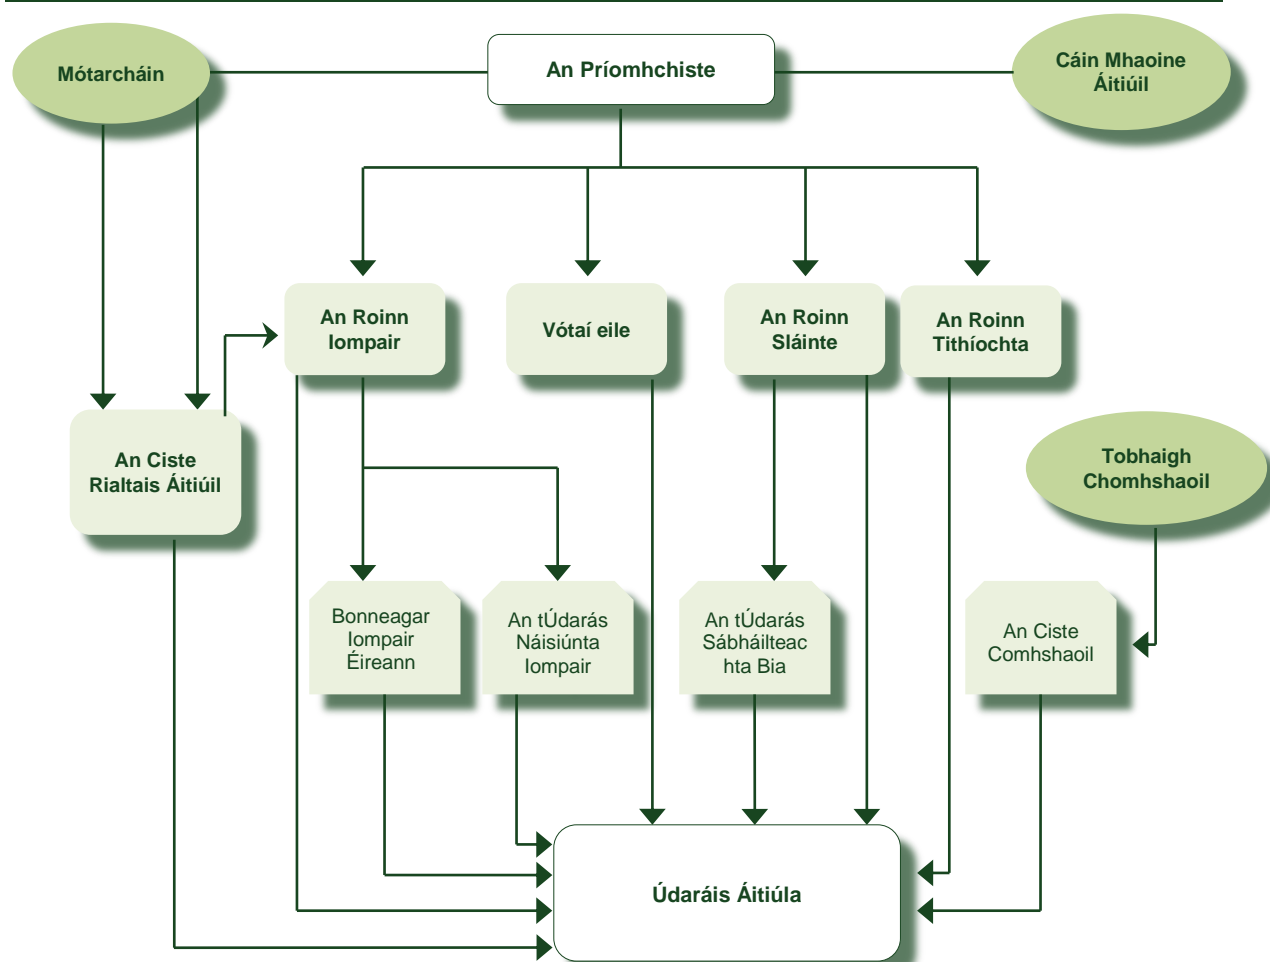 Mótarcháin
An Príomhchiste
Cáin Mhaoine
Áitiúil
An Roinn
Iompair
Vótaí eile
An Roinn
Sláinte
An Roinn
Tithíochta
An Ciste
Rialtais Áitiúil
Tobhaigh
Chomhshaoil
Bonneagar
Iompair
Éireann
An tÚdarás
Náisiúnta
Iompair
An tÚdarás
Sábháilteac
hta Bia
An Ciste
Comhshaoil
Údaráis Áitiúla